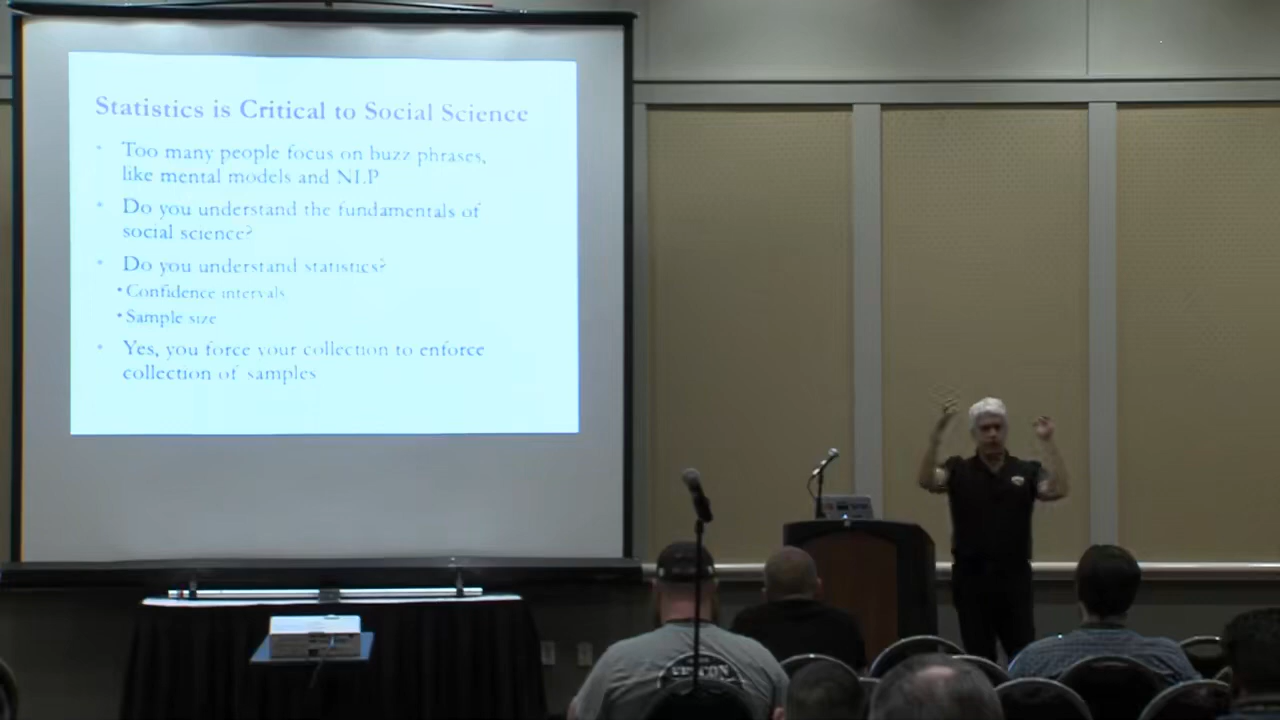 Statistics is Critical to Social Science
• Too many people focus on buzz phrases,
like mental models and NLP
• Do you understand the fundamentals of
social science?
• Do you understand statistics?
• Confidence intervals
• Sample size
• Yes, you force your collection to enforce
collection of samples